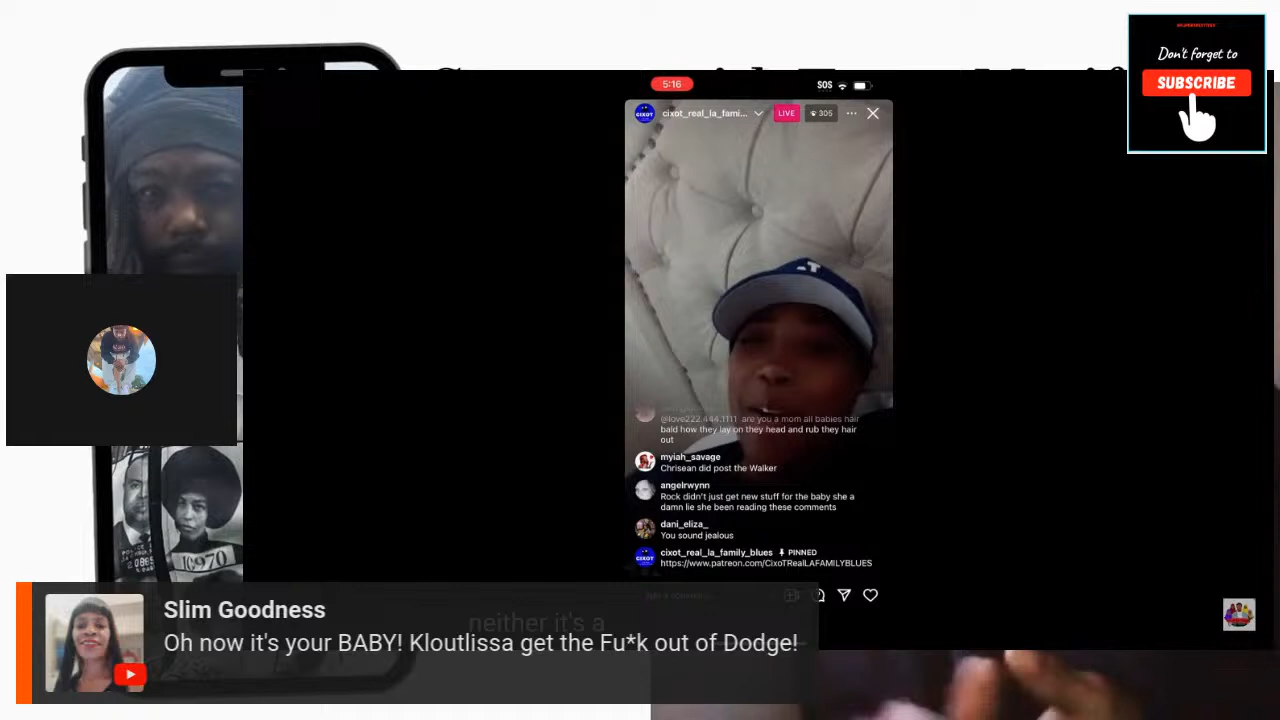 Don't forget to
SUBSCRIBE
5:16
SOS
cixot_real_la_fami...
LIVE
305
CIXOT
@love222.444.1111 are you a mom all babies hair
bald how they lay on they head and rub they hair
out
myiah_savage
Chrisean did post the Walker
angelrwynn
Rock didn't just get new stuff for the baby she a
damn lie she been reading these comments
dani_eliza_
You sound jealous
cixot_real_la_family_blues PINNED
https://www.patreon.com/CixoTRealLAFAMILYBLUES
CIXOT
neither it's a
Slim Goodness
Oh now it's your BABY! Kloutlissa get the Fu*k out of Dodge!